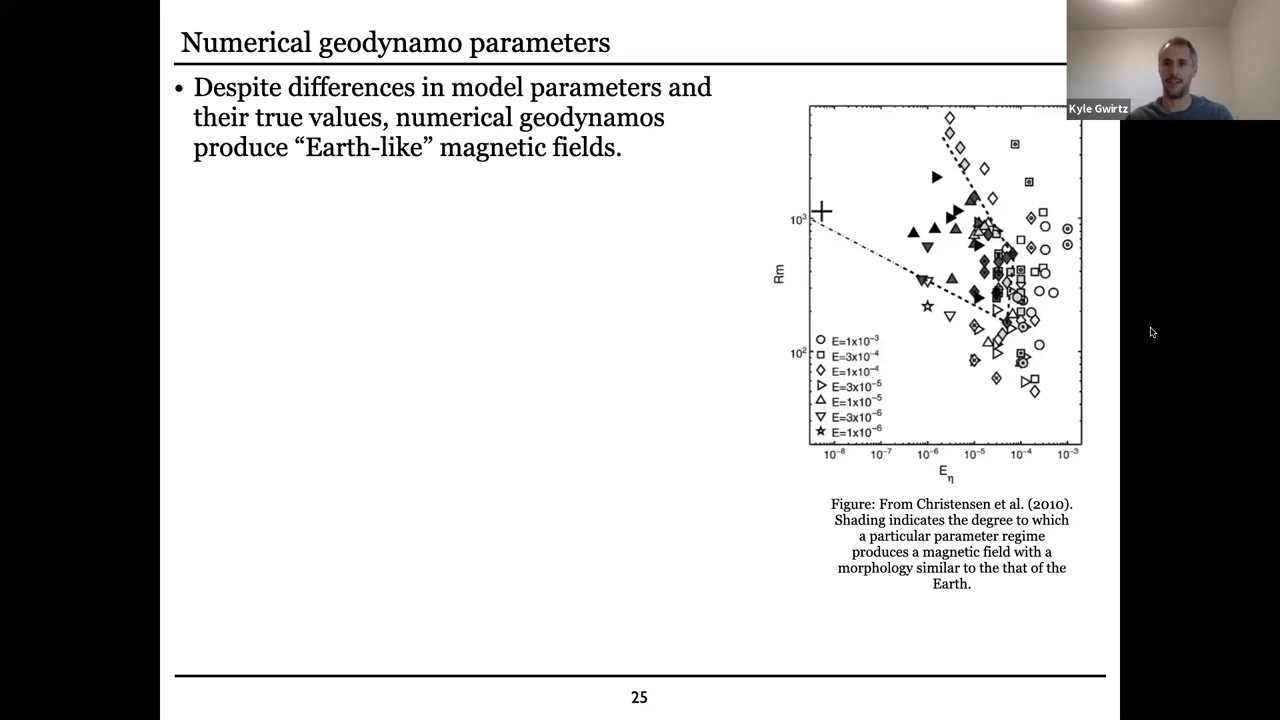 Numerical geodynamo parameters
Kyle Gwirtz
• Despite differences in model parameters and
their true values, numerical geodynamos
produce “Earth-like” magnetic fields.
10³
Rm
10²
E=1x10⁻³
E=3x10⁻⁴
E=1x10⁻⁴
E=3x10⁻⁵
E=1x10⁻⁵
E=3x10⁻⁶
E=1x10⁻⁶
10⁻⁸ 10⁻⁷ 10⁻⁶ 10⁻⁵ 10⁻⁴ 10⁻³
Eη
Figure: From Christensen et al. (2010).
Shading indicates the degree to which
a particular parameter regime
produces a magnetic field with a
morphology similar to the that of the
Earth.
25